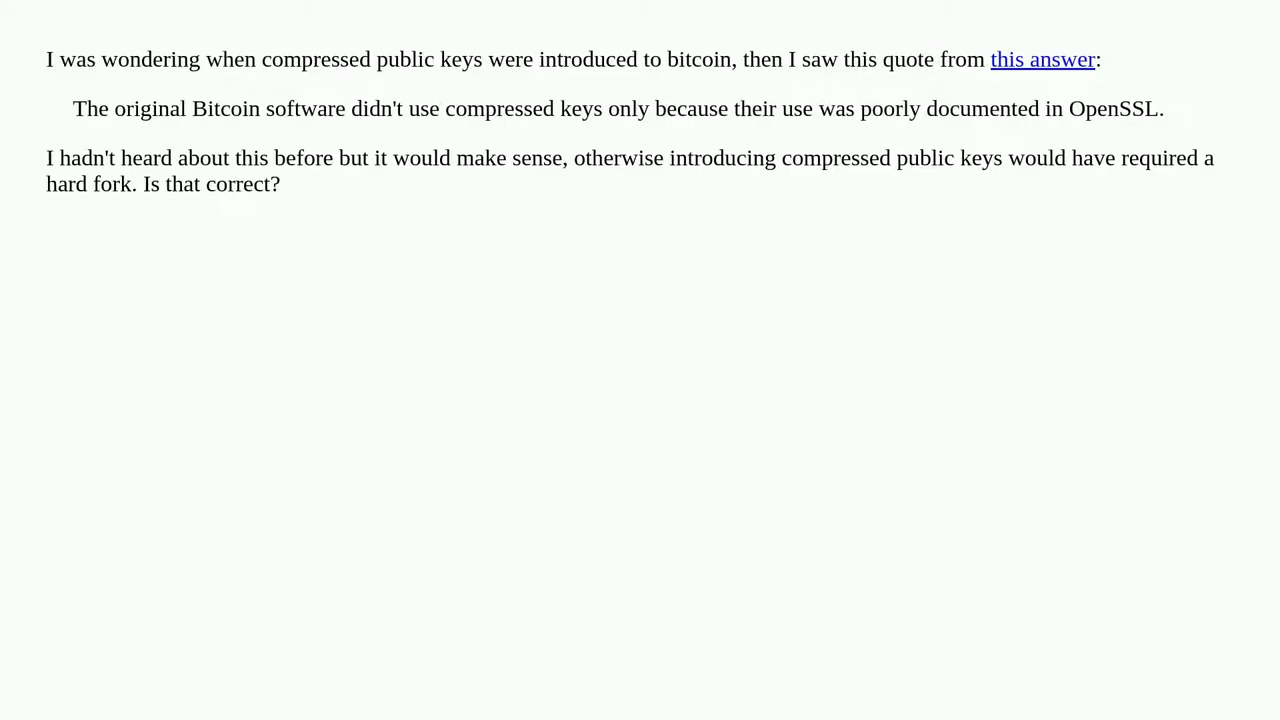 I was wondering when compressed public keys were introduced to bitcoin, then I saw this quote from this answer:
The original Bitcoin software didn't use compressed keys only because their use was poorly documented in OpenSSL.
I hadn't heard about this before but it would make sense, otherwise introducing compressed public keys would have required a
hard fork. Is that correct?